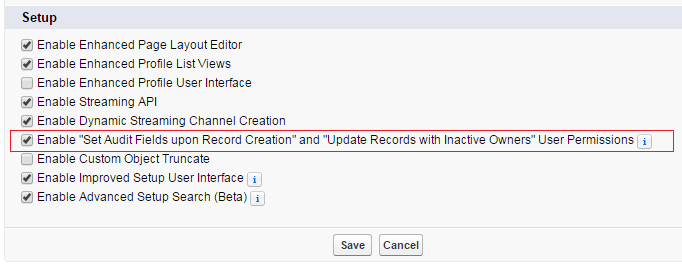 Setup
Enable Enhanced Page Layout Editor
Enable Enhanced Profile List Views
Enable Enhanced Profile User Interface
Enable Streaming API
Enable Dynamic Streaming Channel Creation
Enable "Set Audit Fields upon Record Creation" and "Update Records with Inactive Owners" User Permissions i
Enable Custom Object Truncate
Enable Improved Setup User Interface i
Enable Advanced Setup Search (Beta) i
Save Cancel